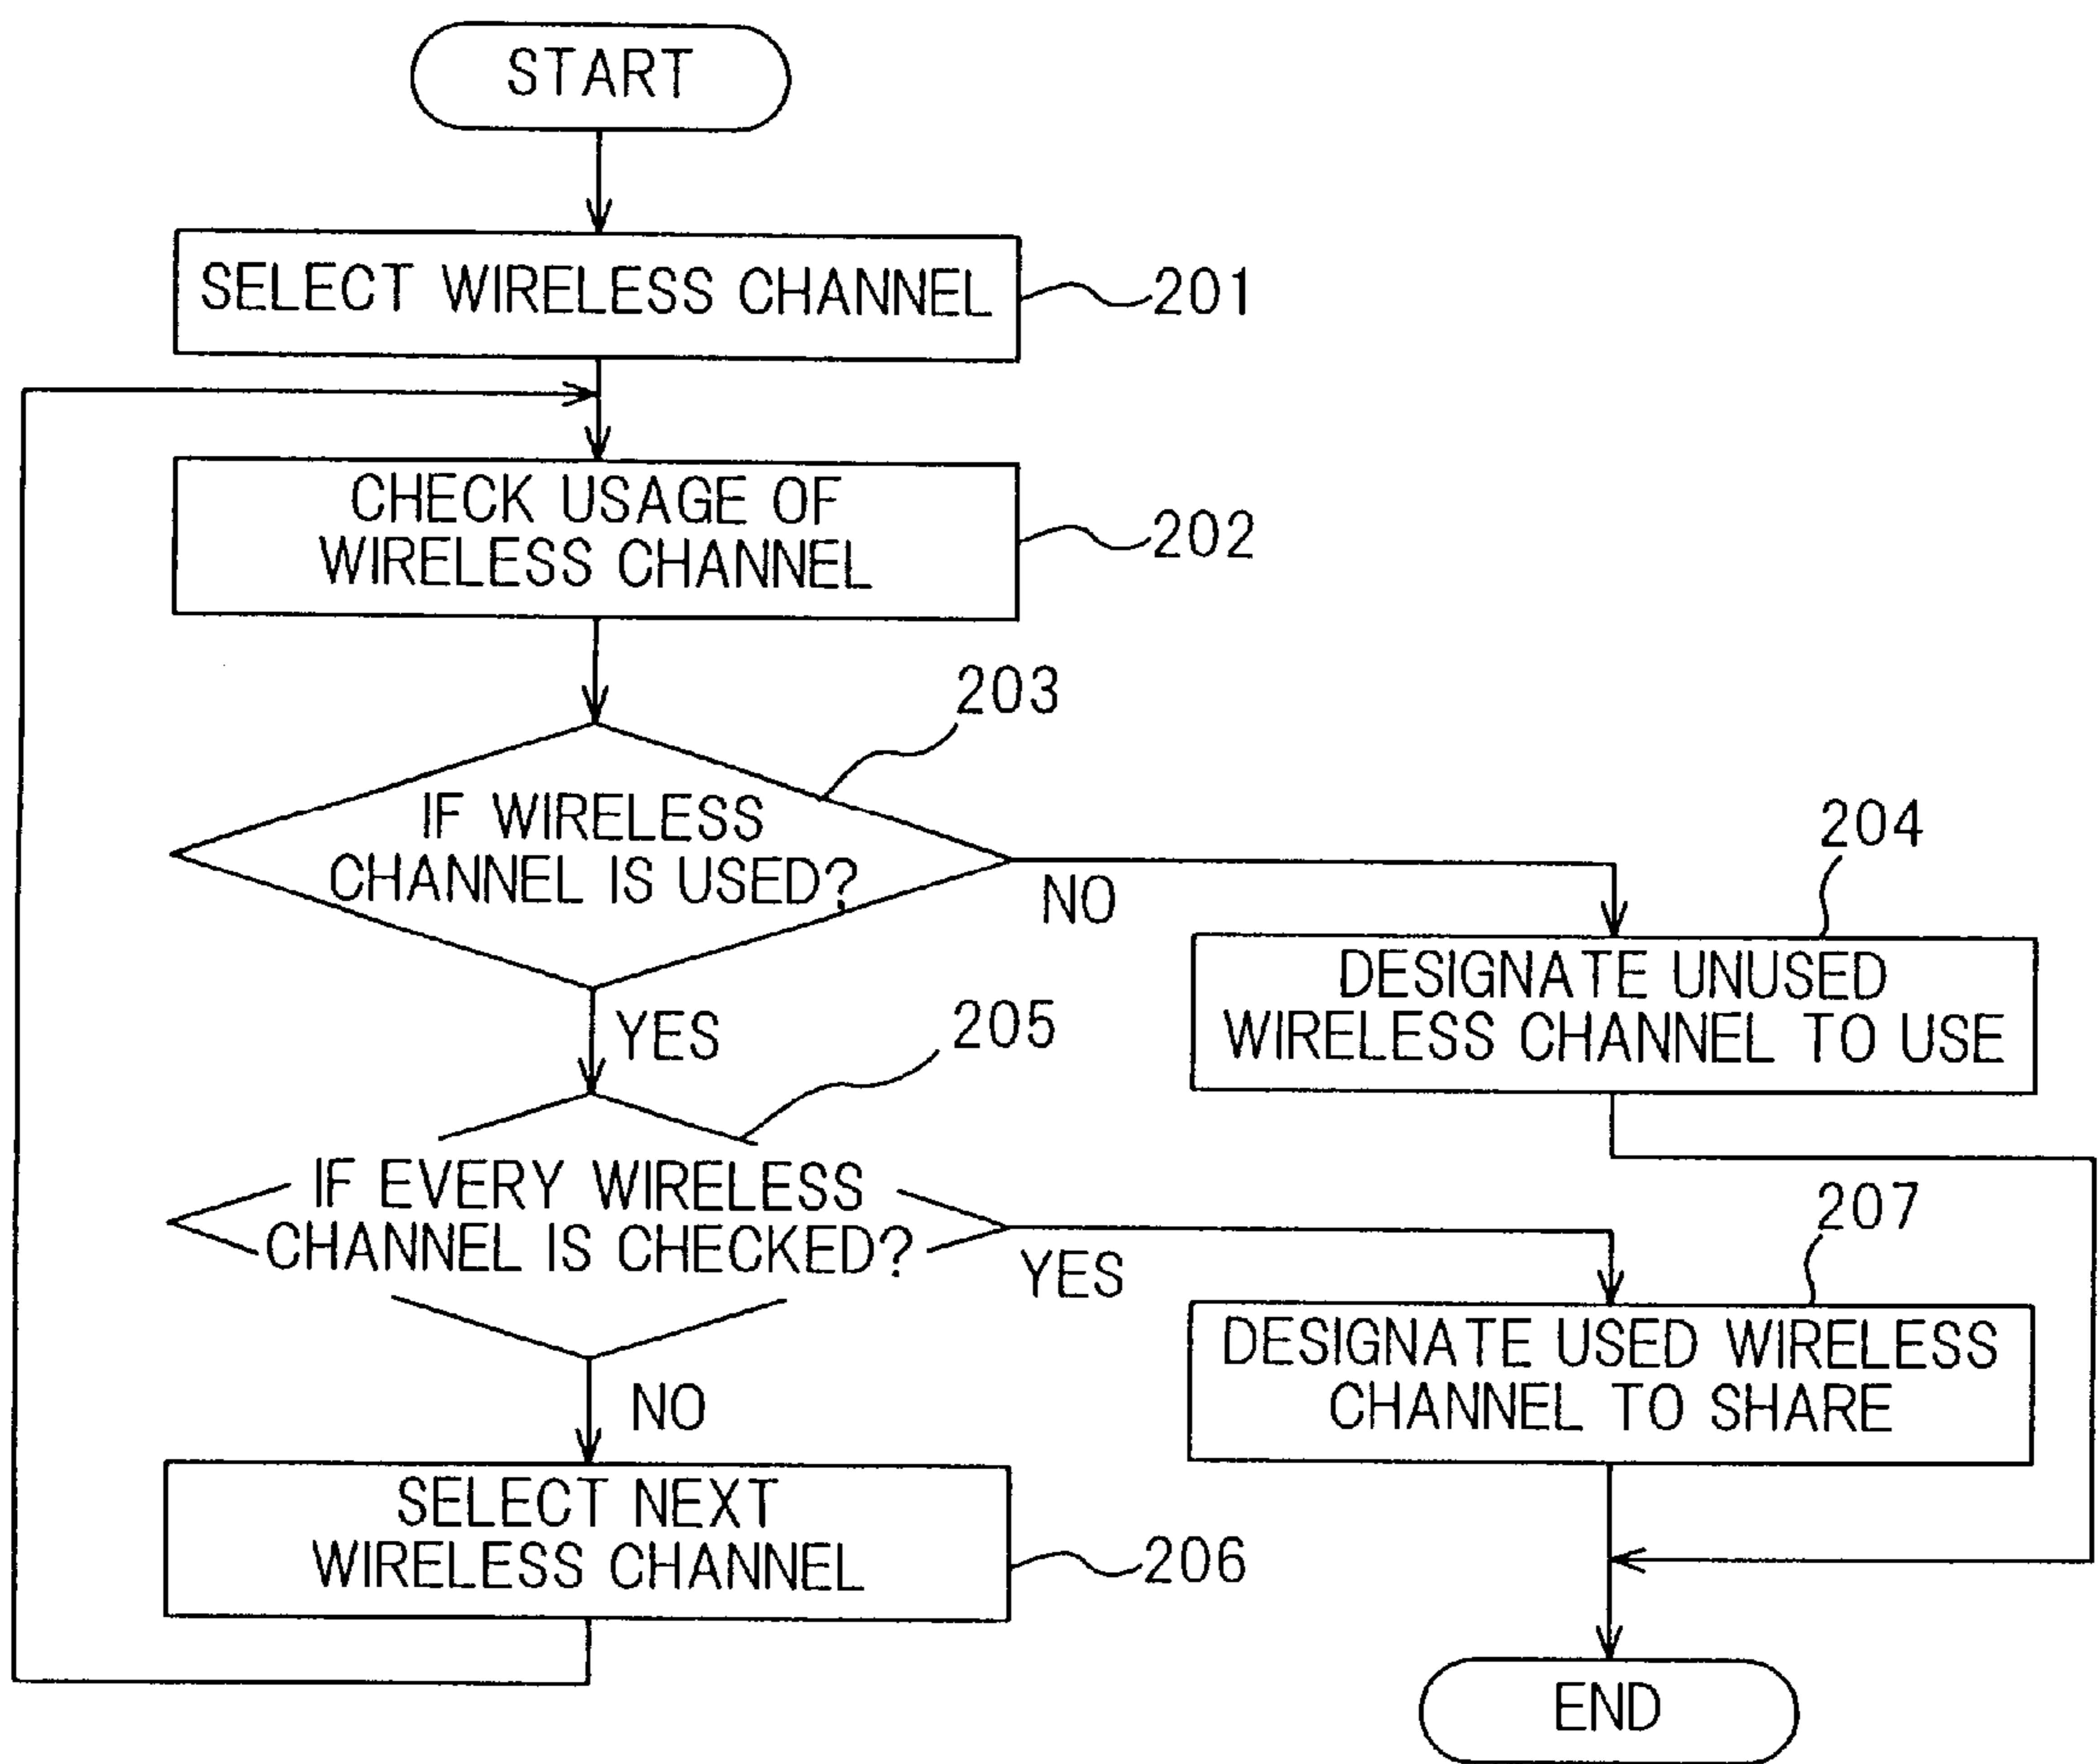 START
SELECT WIRELESS CHANNEL
201
CHECK USAGE OF
WIRELESS CHANNEL
202
203
IF WIRELESS
CHANNEL IS USED?
NO
204
DESIGNATE UNUSED
WIRELESS CHANNEL TO USE
YES
205
IF EVERY WIRELESS
CHANNEL IS CHECKED?
YES
207
DESIGNATE USED WIRELESS
CHANNEL TO SHARE
NO
SELECT NEXT
WIRELESS CHANNEL
206
END